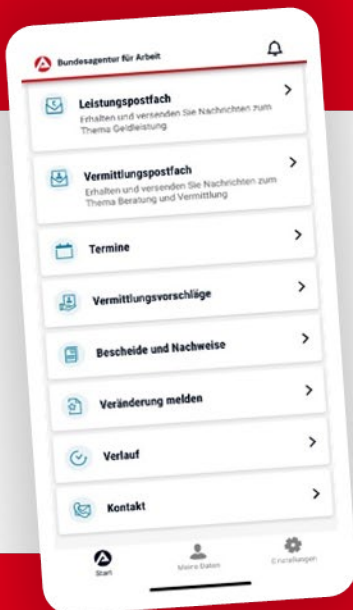 Bundesagentur für Arbeit
Leistungspostfach
Erhalten und versenden Sie Nachrichten zum
Thema Geldleistung
Vermittlungspostfach
Erhalten und versenden Sie Nachrichten zum
Thema Beratung und Vermittlung
Termine
Vermittlungsvorschläge
Bescheide und Nachweise
Veränderung melden
Verlauf
Kontakt
Start
Meine Daten
Einstellungen